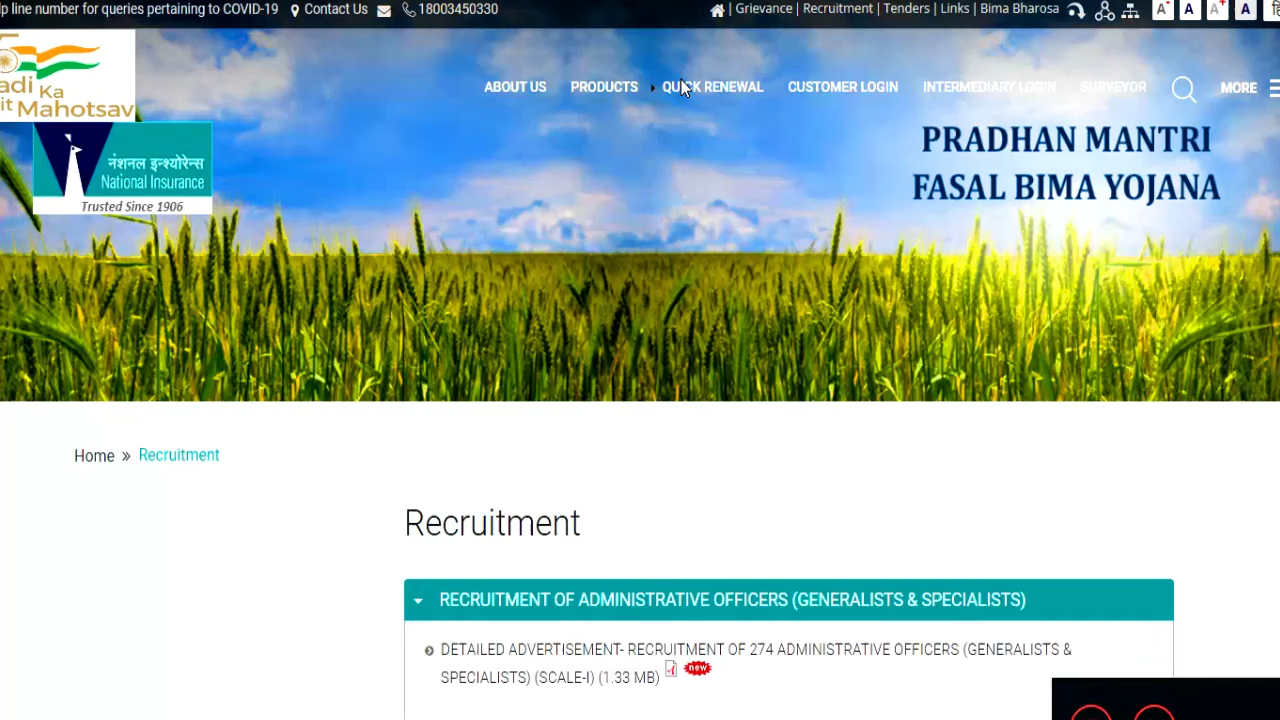 lp line number for queries pertaining to COVID-19 Contact Us 18003450330 | Grievance | Recruitment | Tenders | Links | Bima Bharosa A- A A+ A हि
adi Ka
it Mahotsav
ABOUT US PRODUCTS QUICK RENEWAL CUSTOMER LOGIN INTERMEDIARY LOGIN SURVEYOR MORE
PRADHAN MANTRI
FASAL BIMA YOJANA
नेशनल इन्श्योरेन्स
National Insurance
Trusted Since 1906
Home » Recruitment
Recruitment
RECRUITMENT OF ADMINISTRATIVE OFFICERS (GENERALISTS & SPECIALISTS)
DETAILED ADVERTISEMENT- RECRUITMENT OF 274 ADMINISTRATIVE OFFICERS (GENERALISTS &
SPECIALISTS) (SCALE-I) (1.33 MB) new